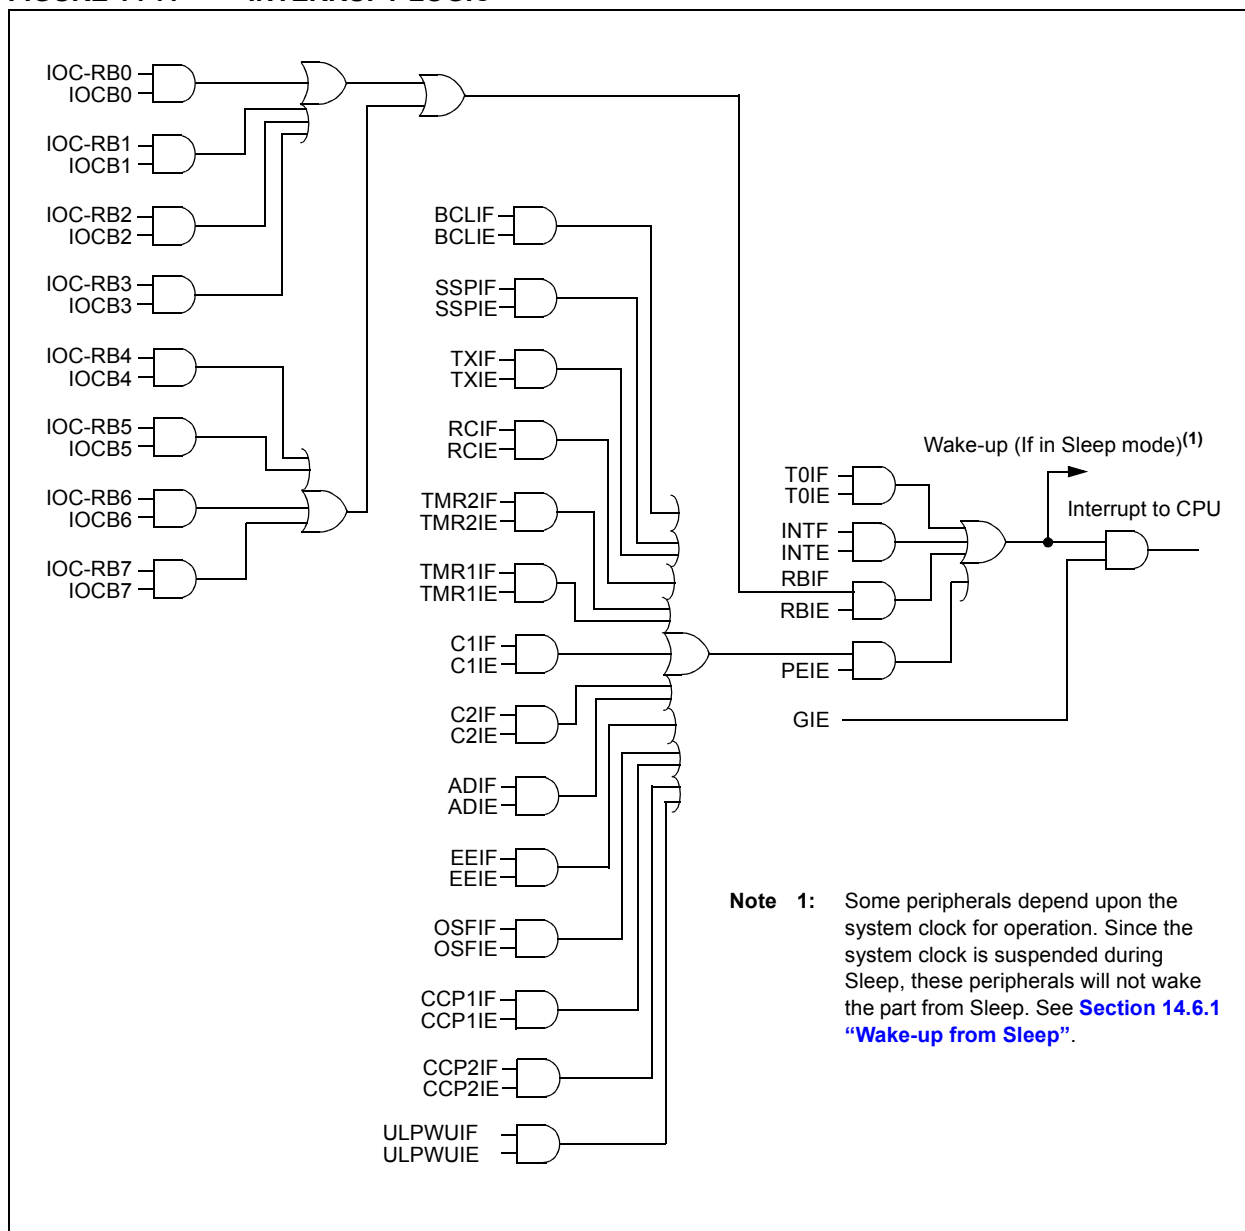 IOC-RB0
IOCB0
IOC-RB1
IOCB1
IOC-RB2
IOCB2
IOC-RB3
IOCB3
IOC-RB4
IOCB4
IOC-RB5
IOCB5
IOC-RB6
IOCB6
IOC-RB7
IOCB7
BCLIF
BCLIE
SSPIF
SSPIE
TXIF
TXIE
RCIF
RCIE
TMR2IF
TMR2IE
TMR1IF
TMR1IE
C1IF
C1IE
C2IF
C2IE
ADIF
ADIE
EEIF
EEIE
OSFIF
OSFIE
CCP1IF
CCP1IE
CCP2IF
CCP2IE
ULPWUIF
ULPWUIE
Wake-up (If in Sleep mode)(1)
T0IF
T0IE
Interrupt to CPU
INTF
INTE
RBIF
RBIE
PEIE
GIE
Note 1: Some peripherals depend upon the
system clock for operation. Since the
system clock is suspended during
Sleep, these peripherals will not wake
the part from Sleep. See Section 14.6.1
“Wake-up from Sleep”.